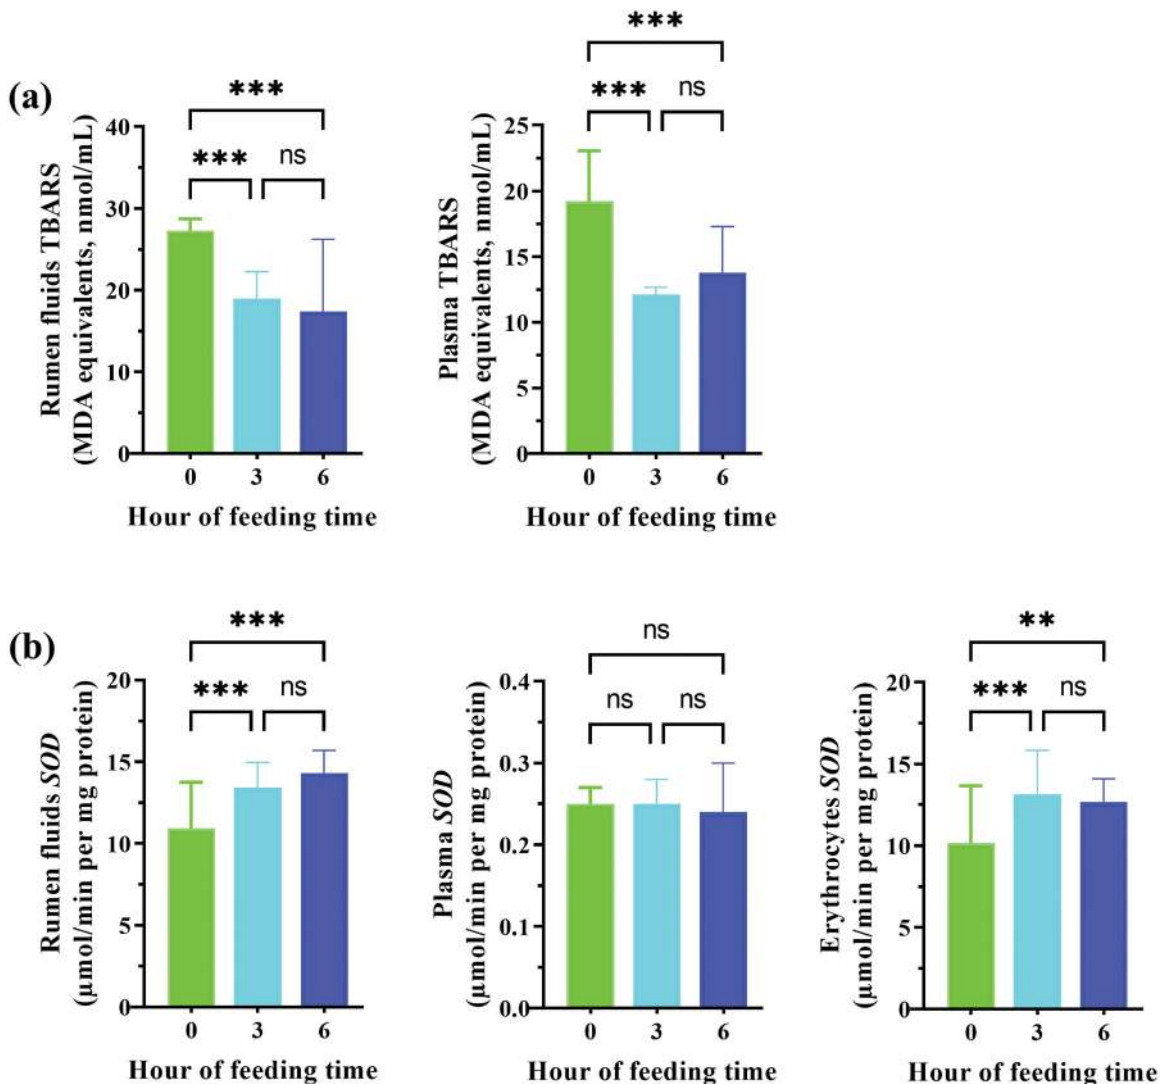 (a)
***
***
ns
Rumen fluids TBARS
(MDA equivalents, nmol/mL)
40
30
20
10
0
0 3 6
Hour of feeding time
***
***
ns
Plasma TBARS
(MDA equivalents, nmol/mL)
25
20
15
10
5
0
0 3 6
Hour of feeding time
(b)
***
***
ns
Rumen fluids SOD
(µmol/min per mg protein)
20
15
10
5
0
0 3 6
Hour of feeding time
ns
ns
ns
Plasma SOD
(µmol/min per mg protein)
0.4
0.3
0.2
0.1
0.0
0 3 6
Hour of feeding time
**
***
ns
Erythrocytes SOD
(µmol/min per mg protein)
20
15
10
5
0
0 3 6
Hour of feeding time